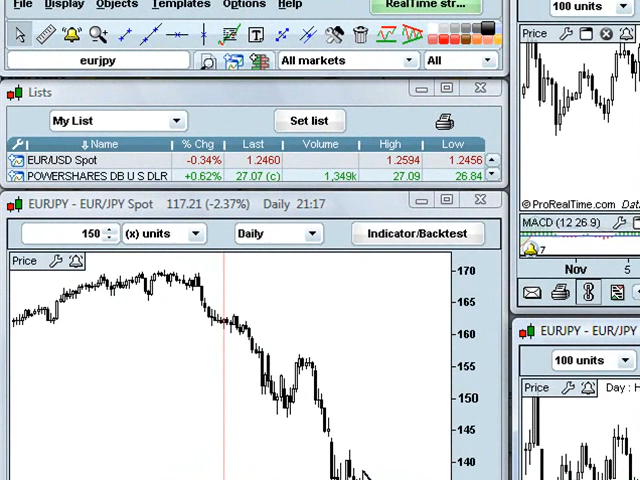 File Display Objects Templates Options Help RealTime str...
100 units
eurjpy All markets All
Price
Lists
My List Set list
Name % Chg Last Volume High Low
EUR/USD Spot -0.34% 1.2460 1.2594 1.2456
POWERSHARES DB U S DLR +0.62% 27.07 (c) 1,349k 27.09 26.84
EURJPY - EUR/JPY Spot 117.21 (-2.37%) Daily 21:17
© ProRealTime.com Data
MACD (12 26 9)
150 (x) units Daily Indicator/Backtest
7
Price
Nov 5
170
165
160
155
150
145
140
EURJPY - EUR/JPY
100 units
Price Day : H